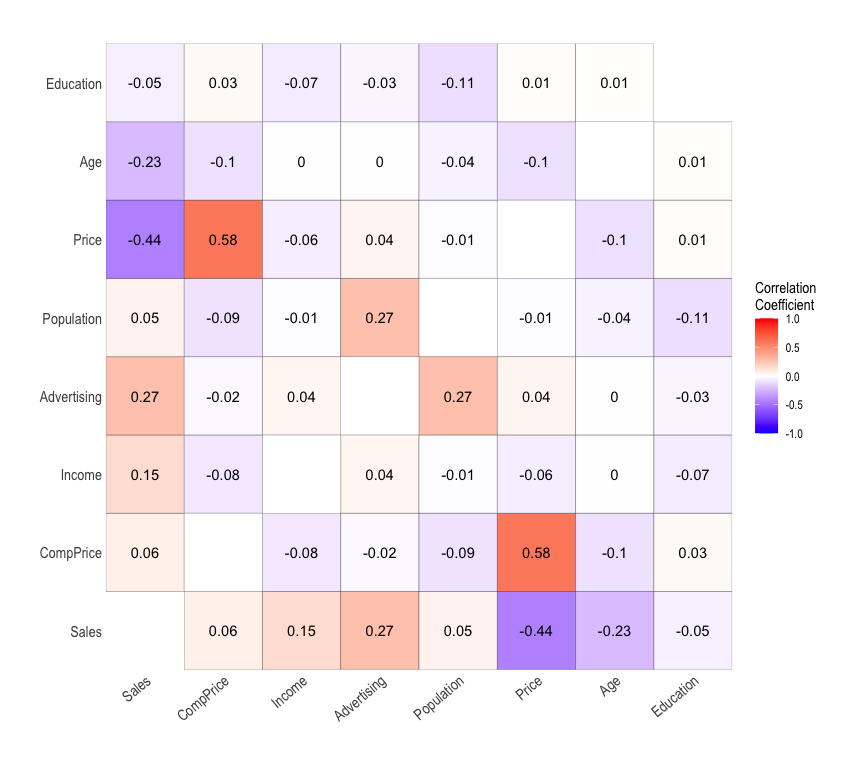 Education -0.05 0.03 -0.07 -0.03 -0.11 0.01 0.01
Age -0.23 -0.1 0 0 -0.04 -0.1 0.01
Price -0.44 0.58 -0.06 0.04 -0.01 -0.1 0.01
Population 0.05 -0.09 -0.01 0.27 -0.01 -0.04 -0.11
Advertising 0.27 -0.02 0.04 0.27 0.04 0 -0.03
Income 0.15 -0.08 0.04 -0.01 -0.06 0 -0.07
CompPrice 0.06 -0.08 -0.02 -0.09 0.58 -0.1 0.03
Sales 0.06 0.15 0.27 0.05 -0.44 -0.23 -0.05
Sales CompPrice Income Advertising Population Price Age Education
Correlation
Coefficient
1.0
0.5
0.0
-0.5
-1.0